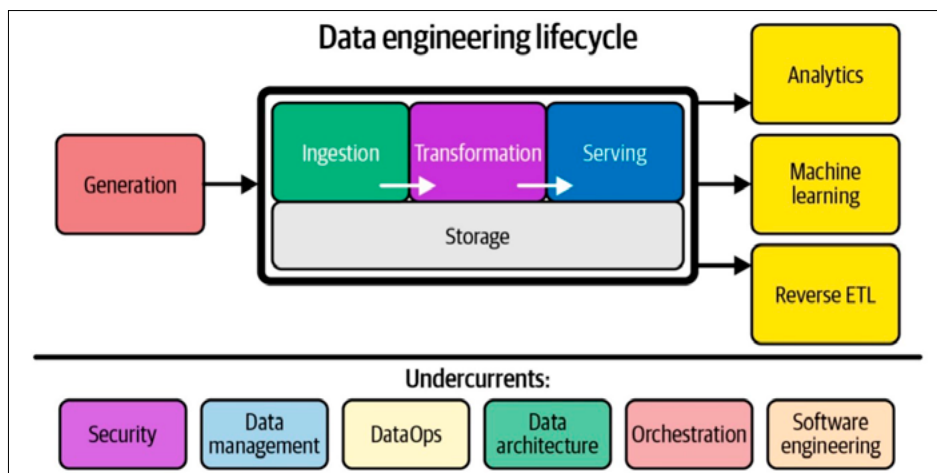 Data engineering lifecycle
Generation
Ingestion
Transformation
Serving
Storage
Analytics
Machine
learning
Reverse ETL
Undercurrents:
Security
Data
management
DataOps
Data
architecture
Orchestration
Software
engineering